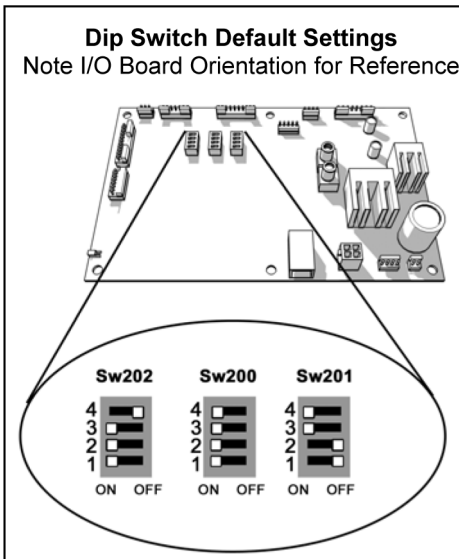 Dip Switch Default Settings
Note I/O Board Orientation for Reference
Sw202 Sw200 Sw201
4 4 4
3 3 3
2 2 2
1 1 1
ON OFF ON OFF ON OFF